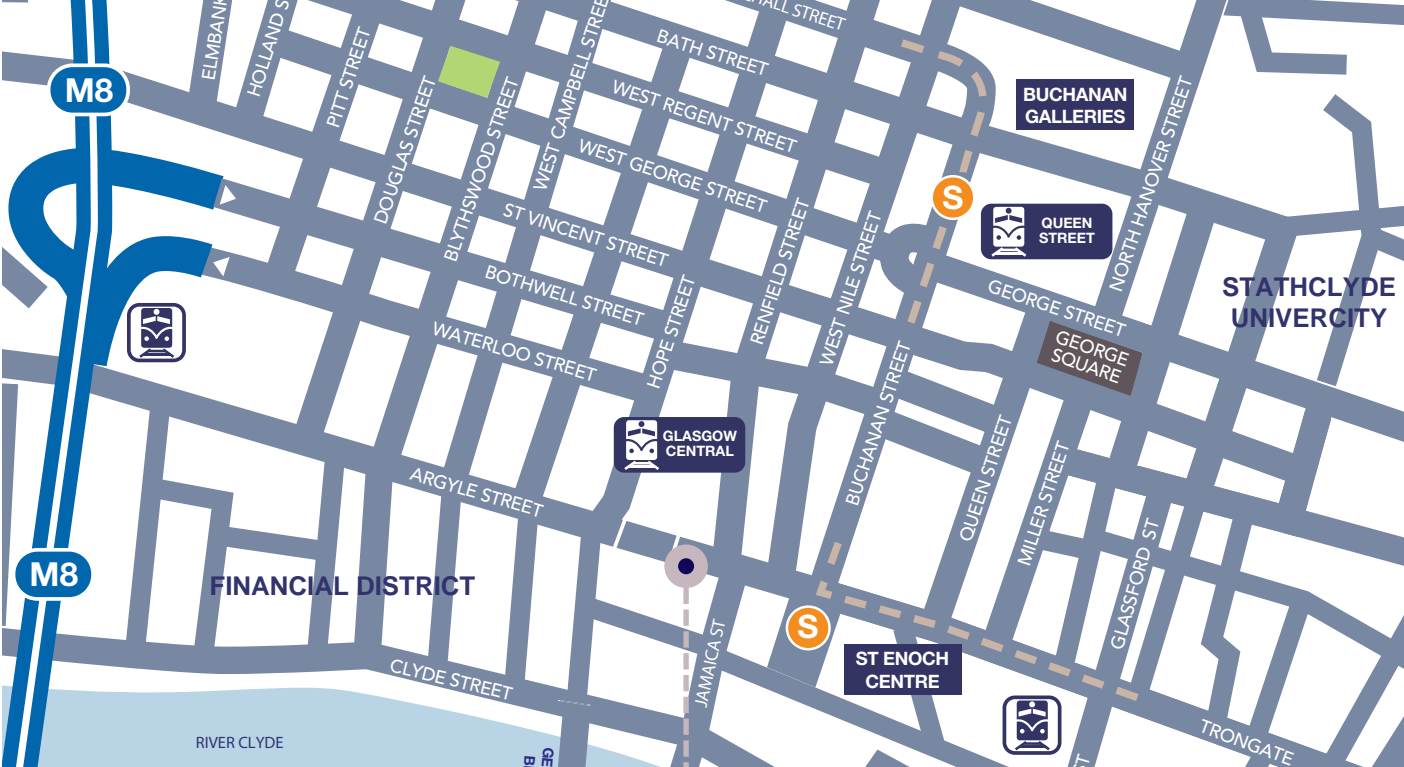 ELMBANK
HOLLAND S
HALL STREET
BATH STREET
PITT STREET
WEST CAMPBELL STREE
M8
BUCHANAN
GALLERIES
WEST REGENT STREET
DOUGLAS STREET
BLYTHSWOOD STREET
WEST GEORGE STREET
NORTH HANOVER STREET
S
QUEEN
STREET
ST VINCENT STREET
RENFIELD STREET
WEST NILE STREET
BOTHWELL STREET
GEORGE STREET
STATHCLYDE
UNIVERCITY
HOPE STREET
WATERLOO STREET
GEORGE
SQUARE
BUCHANAN STREET
GLASGOW
CENTRAL
QUEEN STREET
MILLER STREET
ARGYLE STREET
GLASSFORD ST
M8
FINANCIAL DISTRICT
S
JAMAICA ST
ST ENOCH
CENTRE
CLYDE STREET
RIVER CLYDE
TRONGATE
GE
B
ST